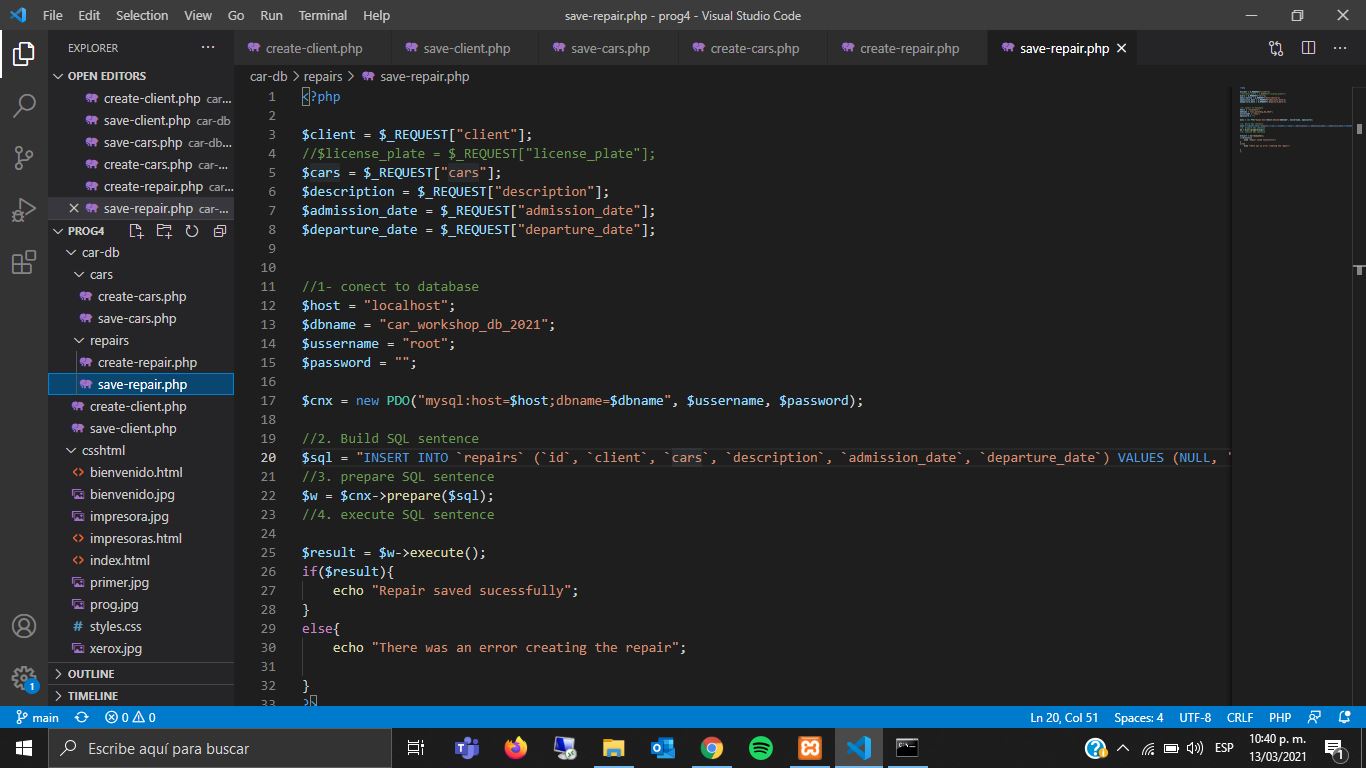 File Edit Selection View Go Run Terminal Help
save-repair.php - prog4 - Visual Studio Code
EXPLORER
OPEN EDITORS
create-client.php car...
save-client.php car-db
save-cars.php car-db...
create-cars.php car-...
create-repair.php car...
save-repair.php car-...
PROG4
car-db
cars
create-cars.php
save-cars.php
repairs
create-repair.php
save-repair.php
create-client.php
save-client.php
csshtml
bienvenido.html
bienvenido.jpg
impresora.jpg
impresoras.html
index.html
primer.jpg
prog.jpg
styles.css
xerox.jpg
OUTLINE
TIMELINE
create-client.php save-client.php save-cars.php create-cars.php create-repair.php save-repair.php
car-db > repairs > save-repair.php
1 <?php
2
3 $client = $_REQUEST["client"];
4 //$license_plate = $_REQUEST["license_plate"];
5 $cars = $_REQUEST["cars"];
6 $description = $_REQUEST["description"];
7 $admission_date = $_REQUEST["admission_date"];
8 $departure_date = $_REQUEST["departure_date"];
9
10
11 //1- conect to database
12 $host = "localhost";
13 $dbname = "car_workshop_db_2021";
14 $ussername = "root";
15 $password = "";
16
17 $cnx = new PDO("mysql:host=$host;dbname=$dbname", $ussername, $password);
18
19 //2. Build SQL sentence
20 $sql = "INSERT INTO `repairs` (`id`, `client`, `cars`, `description`, `admission_date`, `departure_date`) VALUES (NULL, '
21 //3. prepare SQL sentence
22 $w = $cnx->prepare($sql);
23 //4. execute SQL sentence
24
25 $result = $w->execute();
26 if($result){
27 echo "Repair saved sucessfully";
28 }
29 else{
30 echo "There was an error creating the repair";
31
32 }
33 ?>
main 0 0 Ln 20, Col 51 Spaces: 4 UTF-8 CRLF PHP
1
Escribe aquí para buscar
ESP
10:40 p. m.
13/03/2021
1